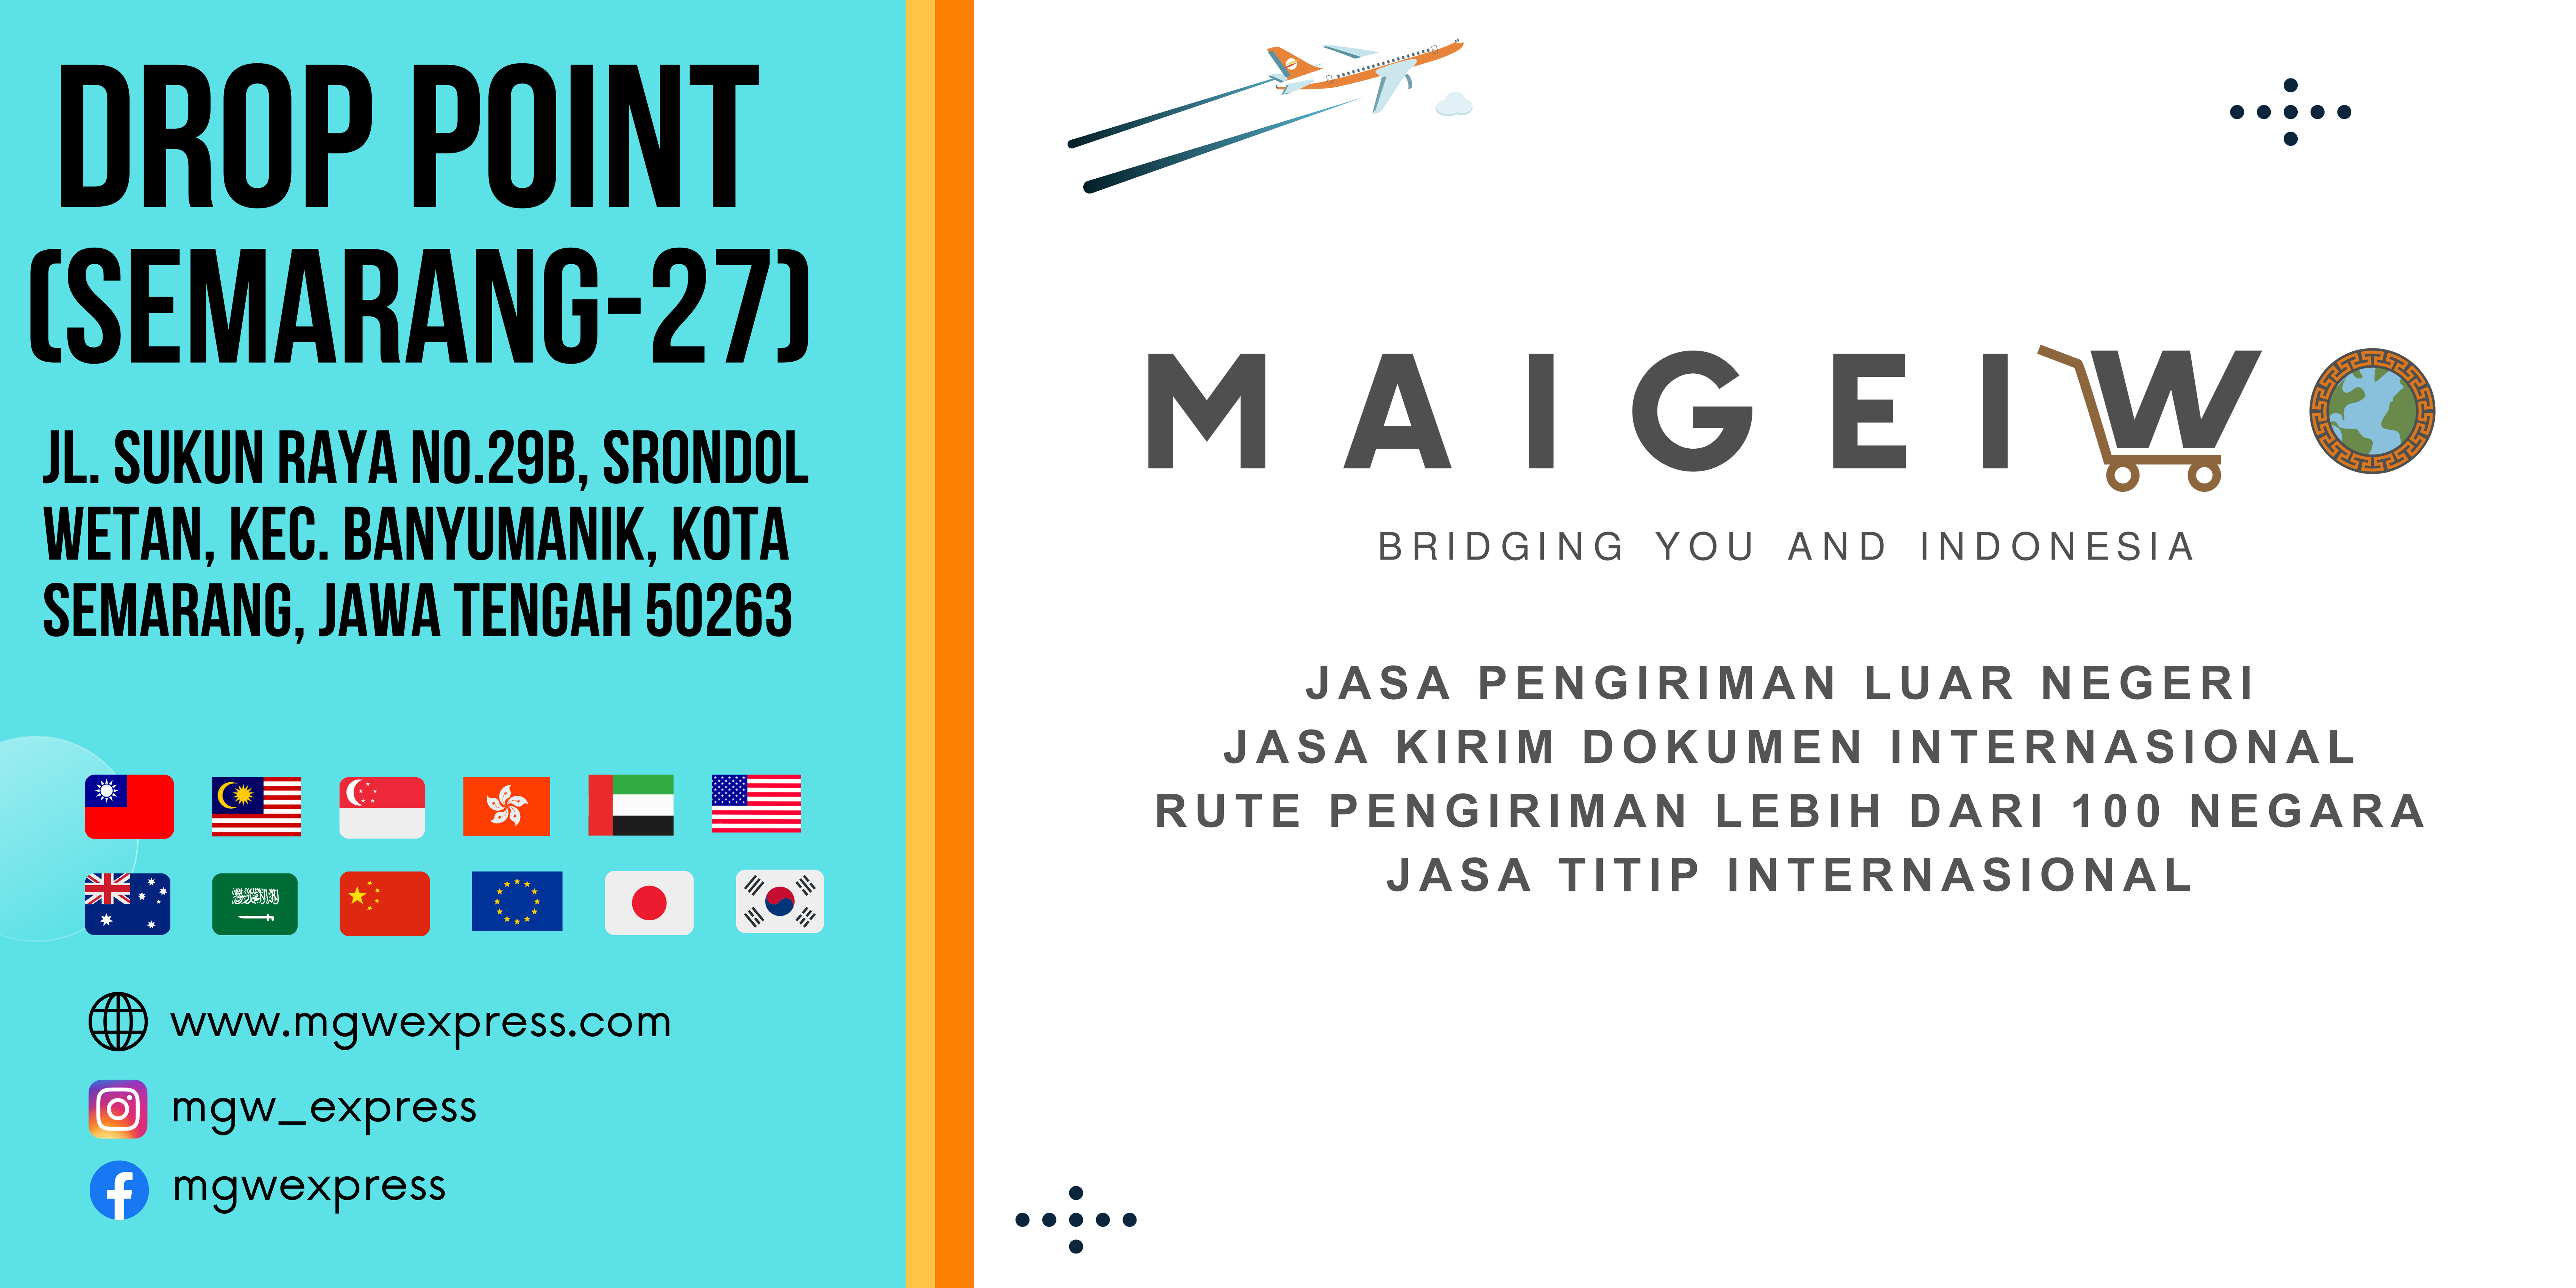 DROP POINT
(SEMARANG-27)
JL. SUKUN RAYA NO.29B, SRONDOL
WETAN, KEC. BANYUMANIK, KOTA
SEMARANG, JAWA TENGAH 50263
www.mgwexpress.com
mgw_express
mgwexpress
MAIGEIWO
BRIDGING YOU AND INDONESIA
JASA PENGIRIMAN LUAR NEGERI
JASA KIRIM DOKUMEN INTERNASIONAL
RUTE PENGIRIMAN LEBIH DARI 100 NEGARA
JASA TITIP INTERNASIONAL